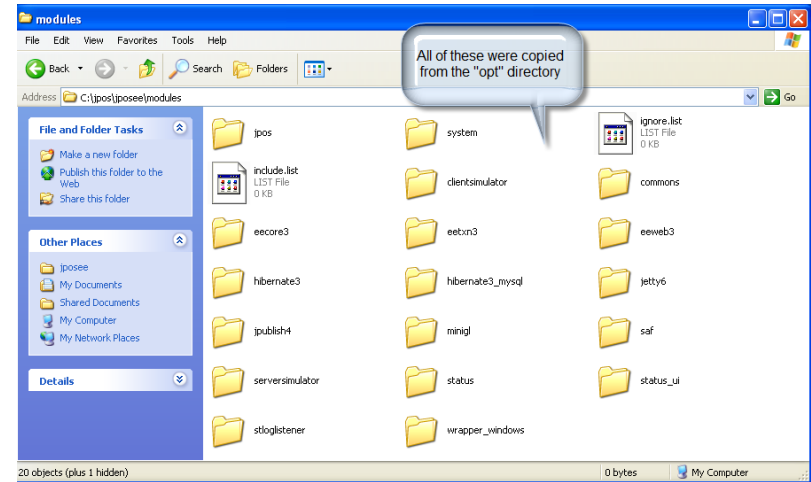 modules
File Edit View Favorites Tools Help
All of these were copied
from the "opt" directory
Back Search Folders
Address C:\jpos\jposee\modules Go
File and Folder Tasks
Make a new folder
Publish this folder to the
Web
Share this folder
Other Places
jposee
My Documents
Shared Documents
My Computer
My Network Places
Details
jpos system ignore.list
LIST File
0 KB
include.list clientsimulator commons
LIST File
0 KB
eecore3 eetxn3 eeweb3
hibernate3 hibernate3_mysql jetty6
jpublish4 minigl saf
serversimulator status status_ui
stloglistener wrapper_windows
20 objects (plus 1 hidden) 0 bytes My Computer